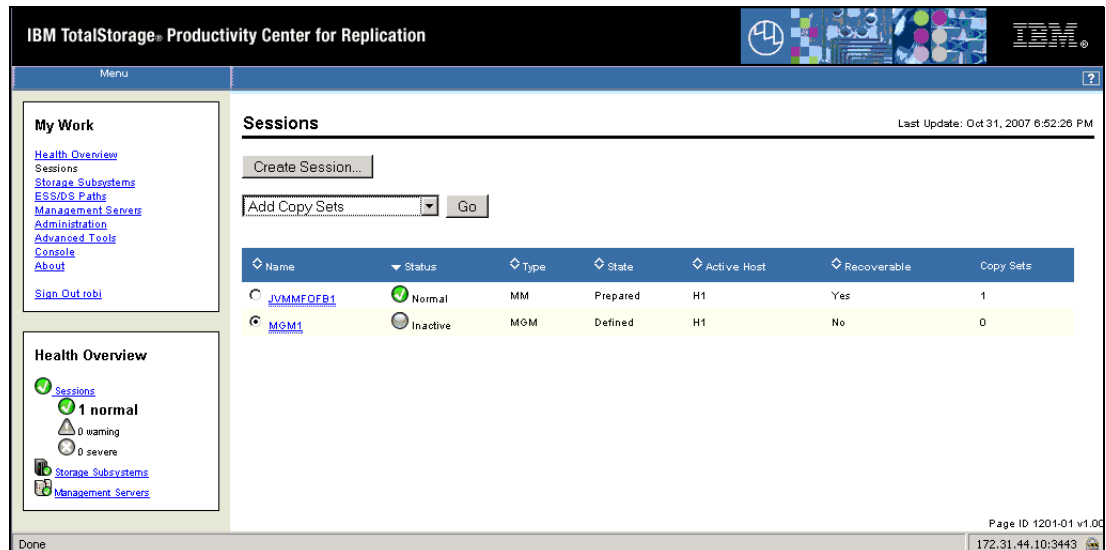 IBM TotalStorage® Productivity Center for Replication
IBM®
Menu
?
My Work
Health Overview
Sessions
Storage Subsystems
ESS/DS Paths
Management Servers
Administration
Advanced Tools
Console
About
Sign Out robi
Health Overview
Sessions
1 normal
0 warning
0 severe
Storage Subsystems
Management Servers
Sessions
Last Update: Oct 31, 2007 6:52:26 PM
Create Session...
Add Copy Sets Go
Name Status Type State Active Host Recoverable Copy Sets
JVMMFOFB1 Normal MM Prepared H1 Yes 1
MGM1 Inactive MGM Defined H1 No 0
Page ID 1201-01 v1.00
Done
172.31.44.10:3443